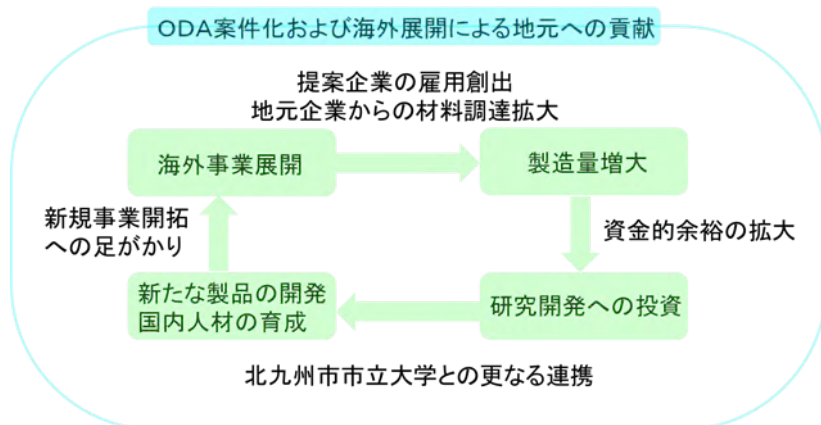 ODA案件化および海外展開による地元への貢献
提案企業の雇用創出
地元企業からの材料調達拡大
海外事業展開
製造量増大
新規事業開拓
への足がかり
資金的余裕の拡大
新たな製品の開発
国内人材の育成
研究開発への投資
北九州市市立大学との更なる連携